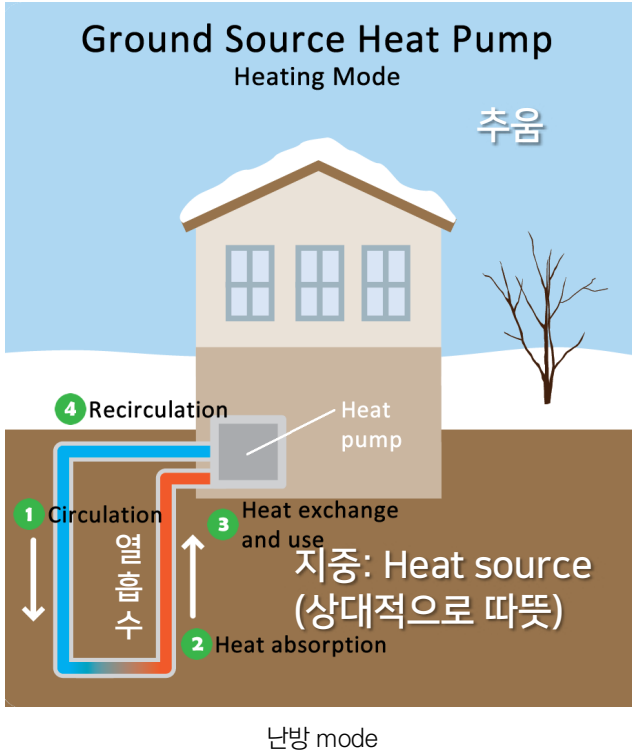 Ground Source Heat Pump
Heating Mode
추움
4 Recirculation
Heat
pump
1 Circulation
3 Heat exchange
and use
열
흡
수
지중: Heat source
(상대적으로 따뜻)
2 Heat absorption
난방 mode